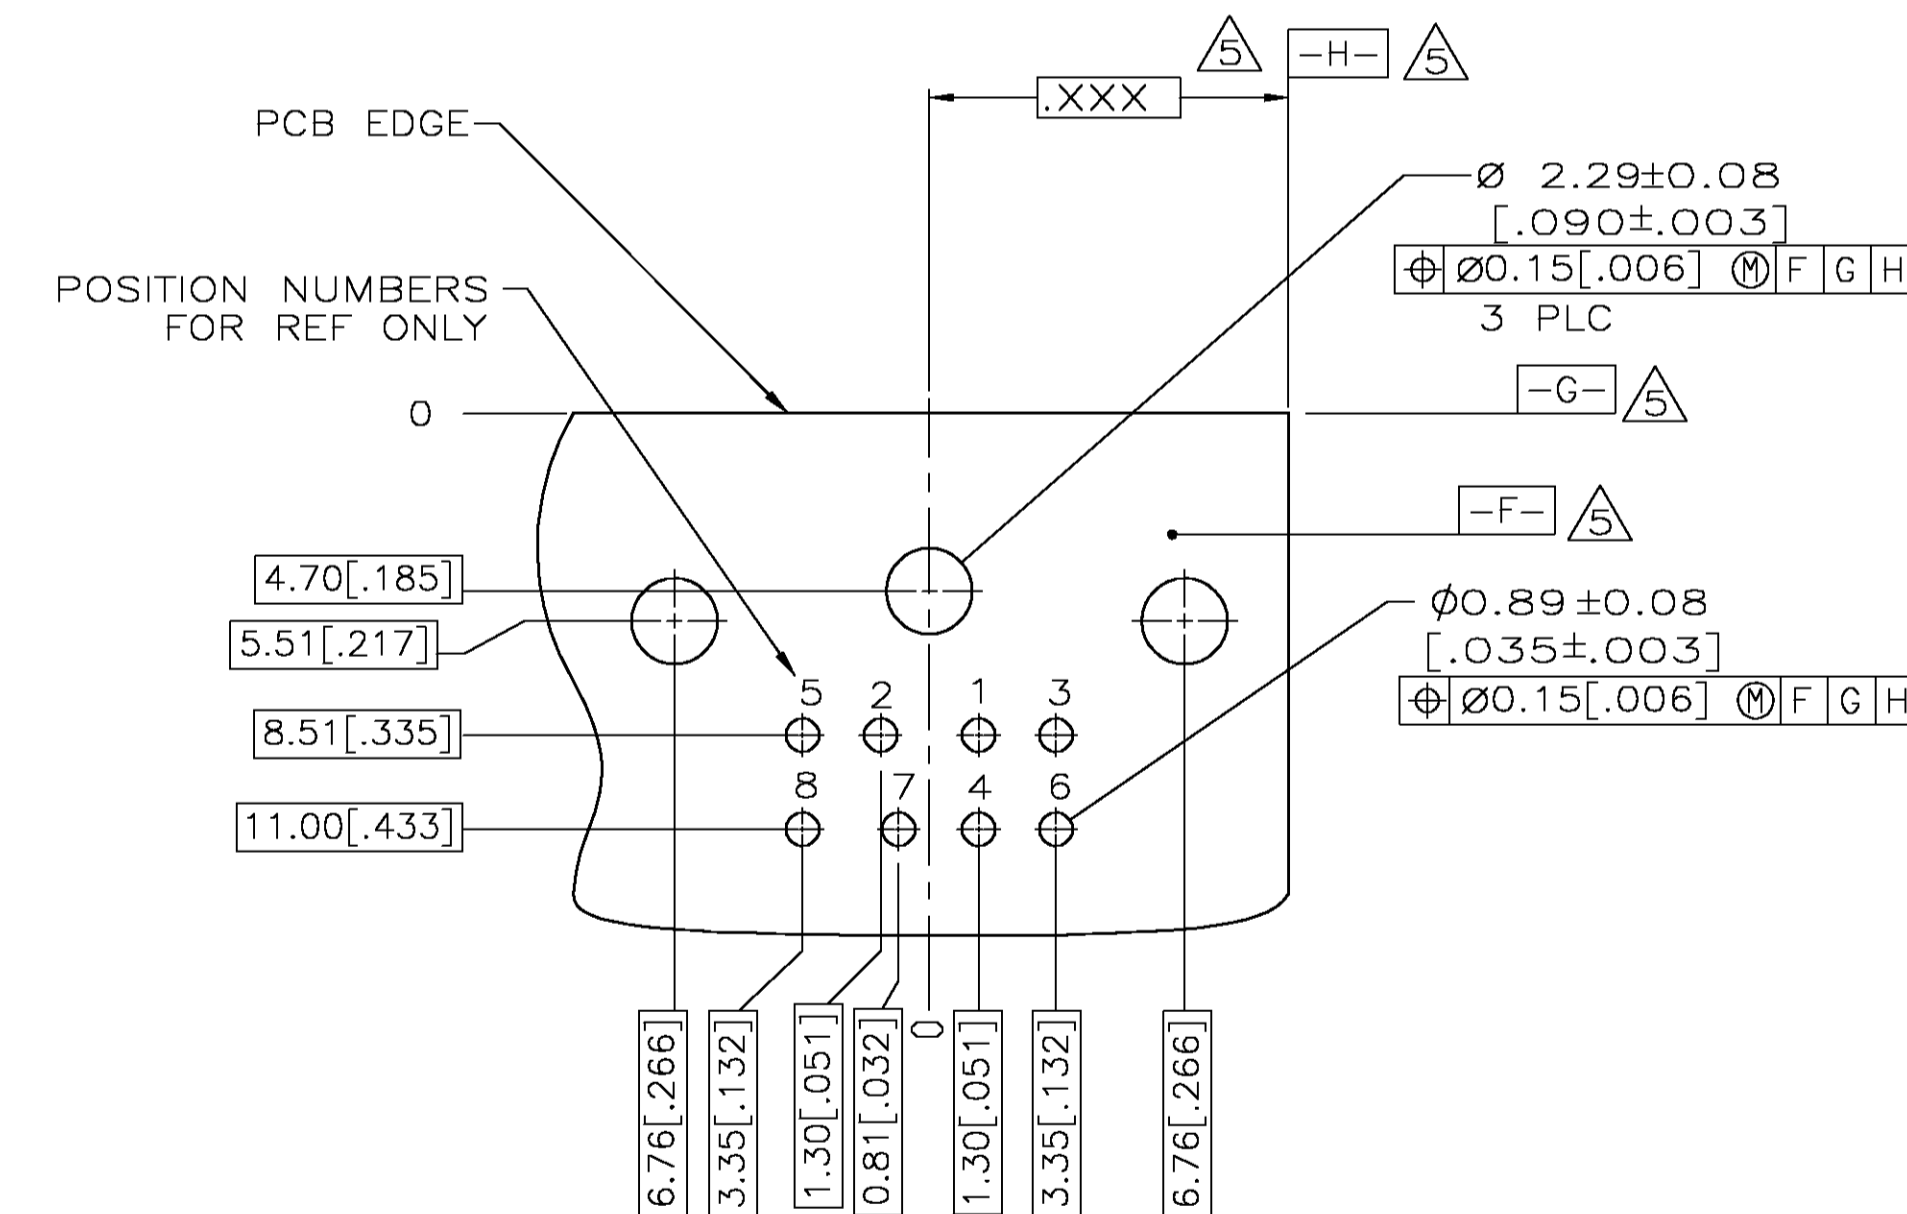 5
-H-
5
.XXX
PCB EDGE
Ø 2.29±0.08
[.090±.003]
⌖ Ø0.15[.006] Ⓜ F G H
3 PLC
POSITION NUMBERS
FOR REF ONLY
0
-G-
5
-F-
5
4.70[.185]
5.51[.217]
Ø0.89±0.08
[.035±.003]
⌖ Ø0.15[.006] Ⓜ F G H
5 2 1 3
8.51[.335]
8 7 4 6
11.00[.433]
6.76[.266]
3.35[.132]
1.30[.051]
0.81[.032]
0
1.30[.051]
3.35[.132]
6.76[.266]